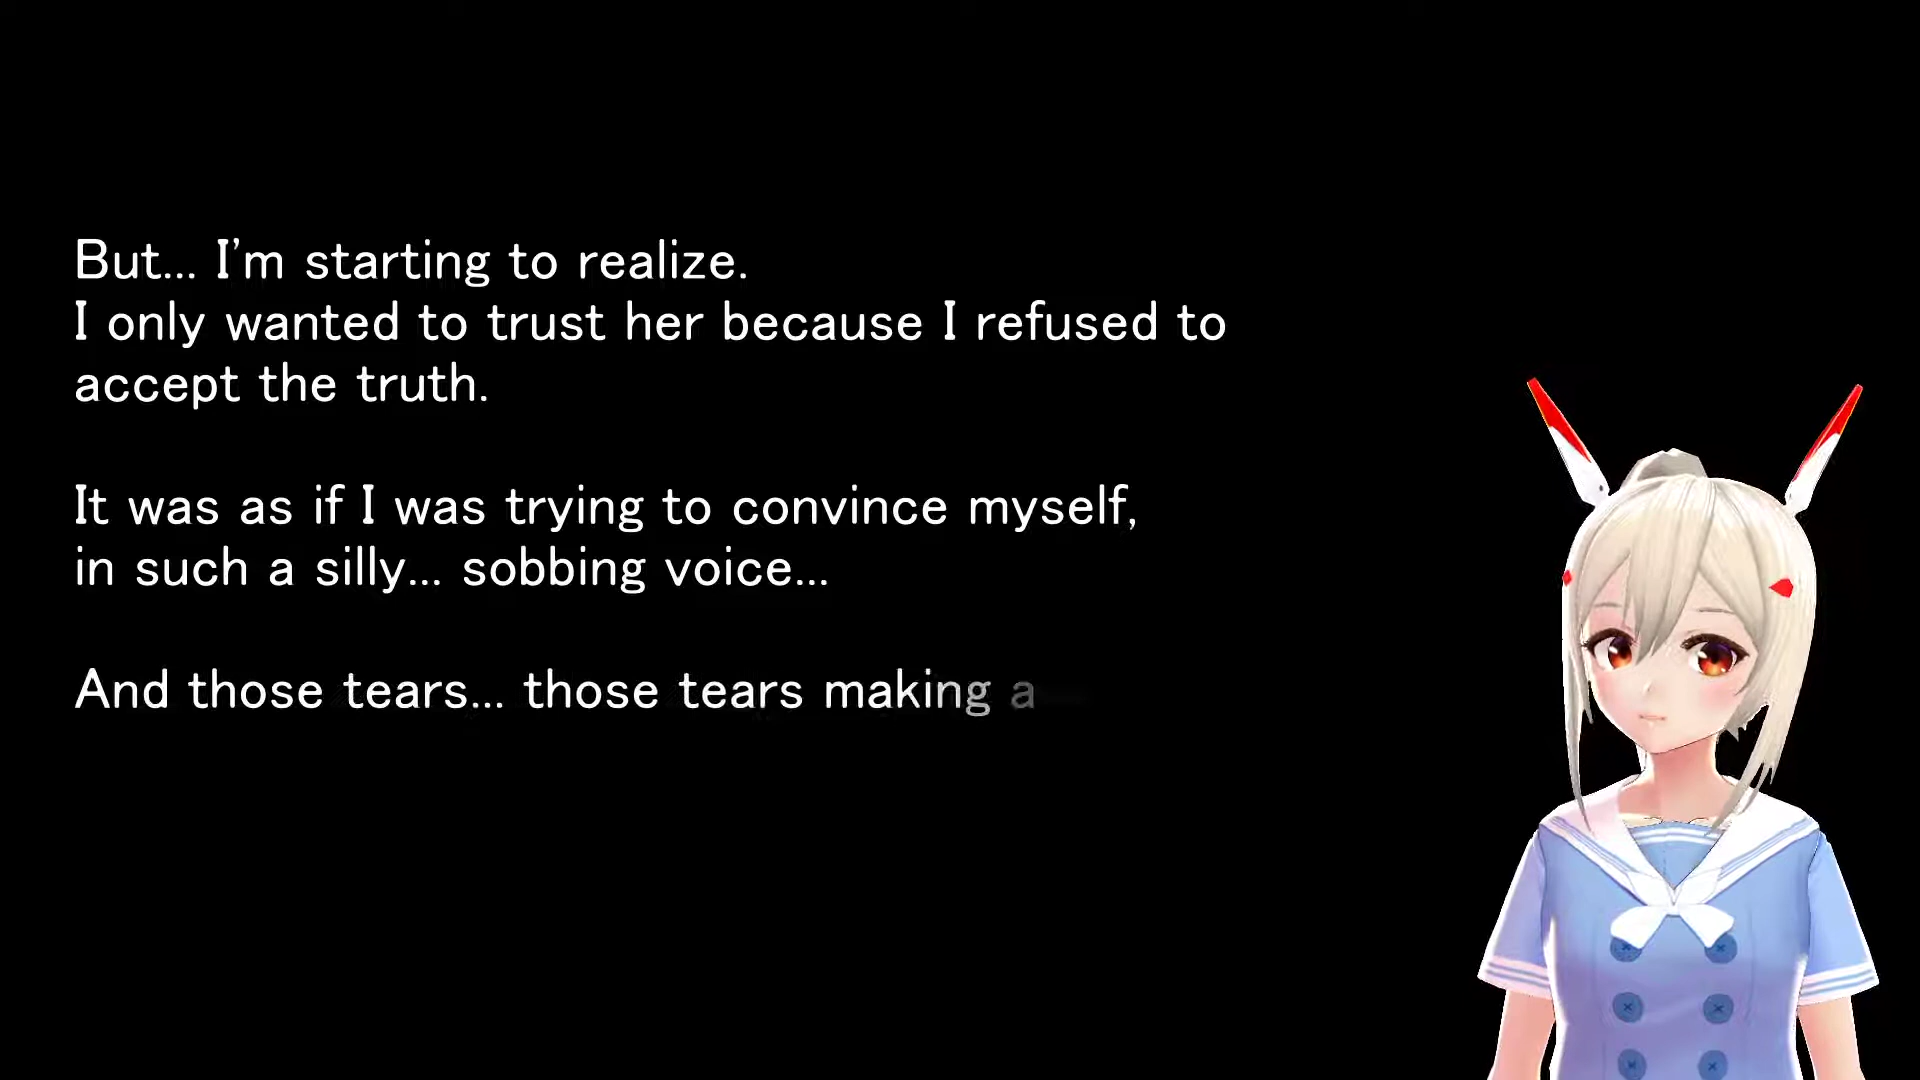 But... I'm starting to realize.
I only wanted to trust her because I refused to
accept the truth.
It was as if I was trying to convince myself,
in such a silly... sobbing voice...
And those tears... those tears making a